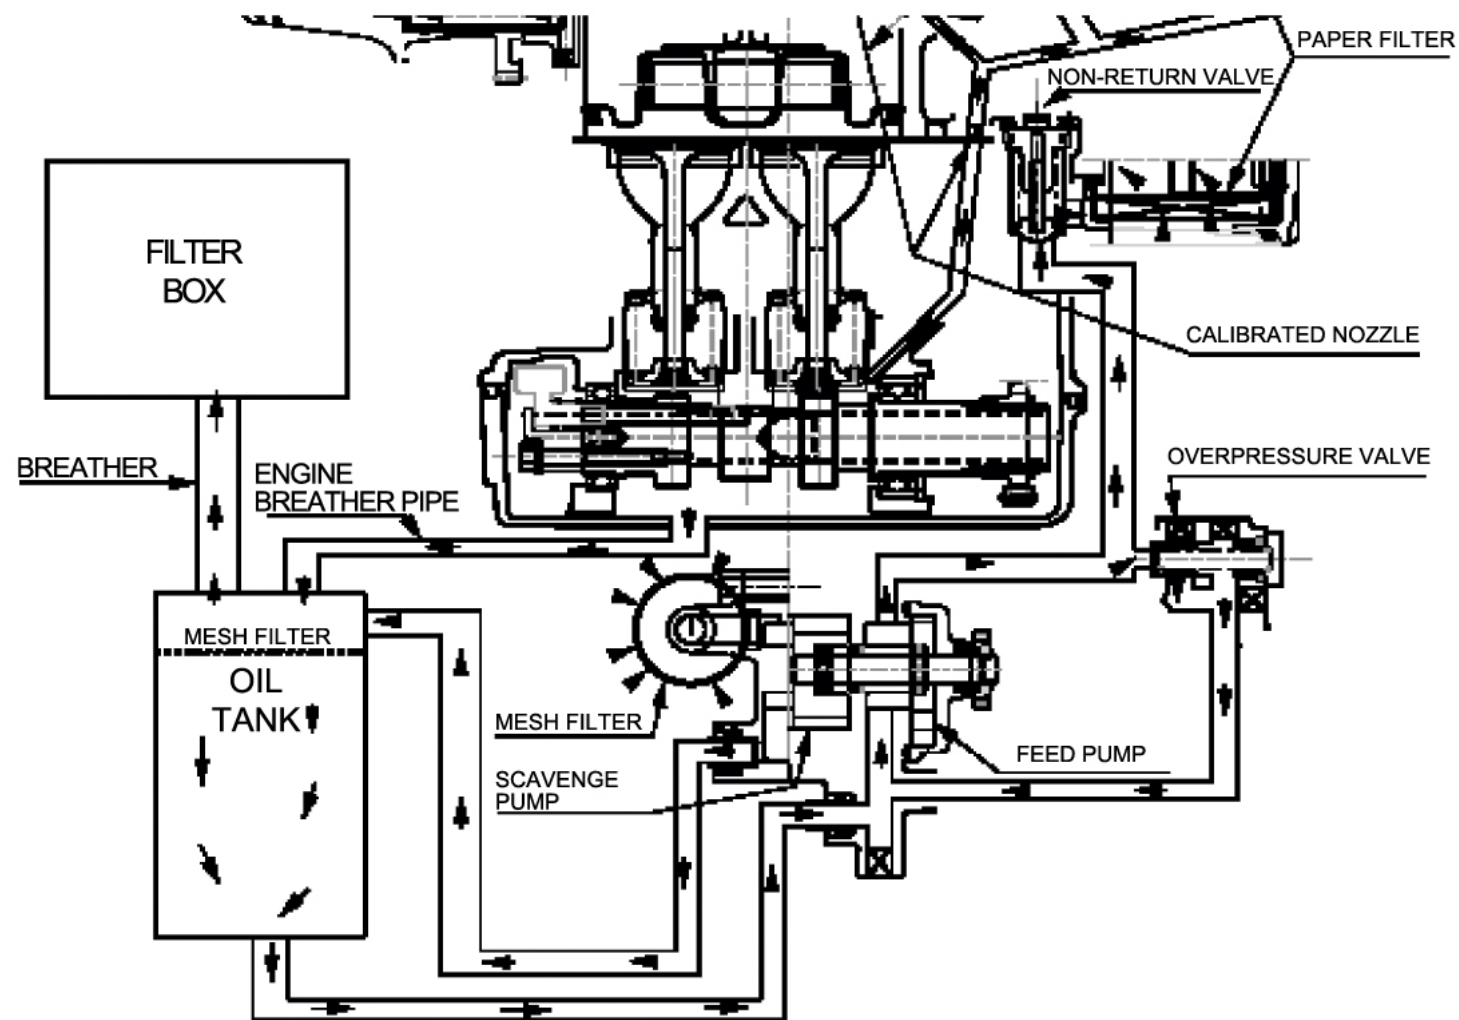 PAPER FILTER
NON-RETURN VALVE
FILTER
BOX
CALIBRATED NOZZLE
BREATHER
ENGINE
BREATHER PIPE
OVERPRESSURE VALVE
MESH FILTER
OIL
TANK
MESH FILTER
SCAVENGE
PUMP
FEED PUMP